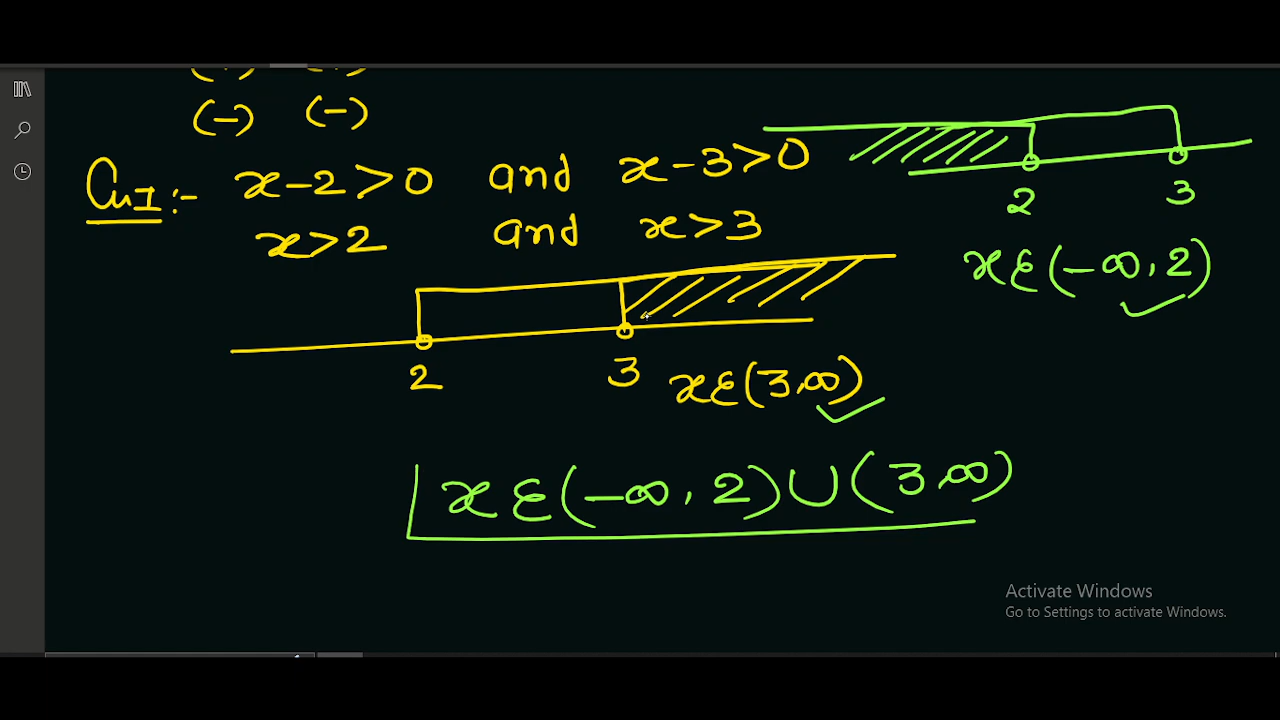 (-) (-)
Case I :- x-2>0 and x-3>0
x>2 and x>3
2 3
x∈(3,∞)
2 3
x∈(-∞,2)
x∈(-∞,2)∪(3,∞)
Activate Windows
Go to Settings to activate Windows.